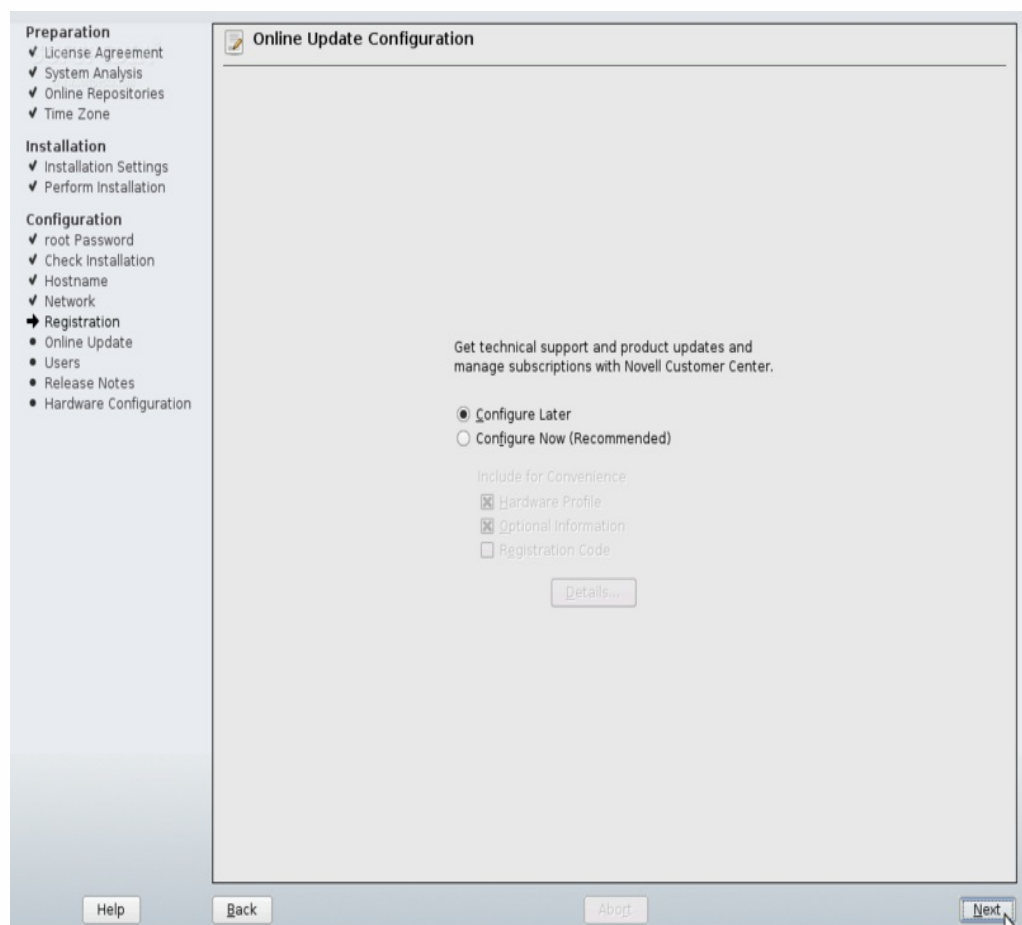 Preparation
License Agreement
System Analysis
Online Repositories
Time Zone
Installation
Installation Settings
Perform Installation
Configuration
root Password
Check Installation
Hostname
Network
Registration
Online Update
Users
Release Notes
Hardware Configuration
Online Update Configuration
Get technical support and product updates and
manage subscriptions with Novell Customer Center.
Configure Later
Configure Now (Recommended)
Include for Convenience
Hardware Profile
Optional Information
Registration Code
Details...
Help
Back
Abort
Next